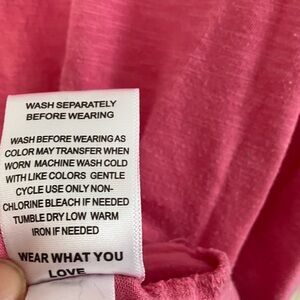 WASH SEPARATELY
BEFORE WEARING
WASH BEFORE WEARING AS
COLOR MAY TRANSFER WHEN
WORN MACHINE WASH COLD
WITH LIKE COLORS GENTLE
CYCLE USE ONLY NON-
CHLORINE BLEACH IF NEEDED
TUMBLE DRY LOW WARM
IRON IF NEEDED
WEAR WHAT YOU
LOVE